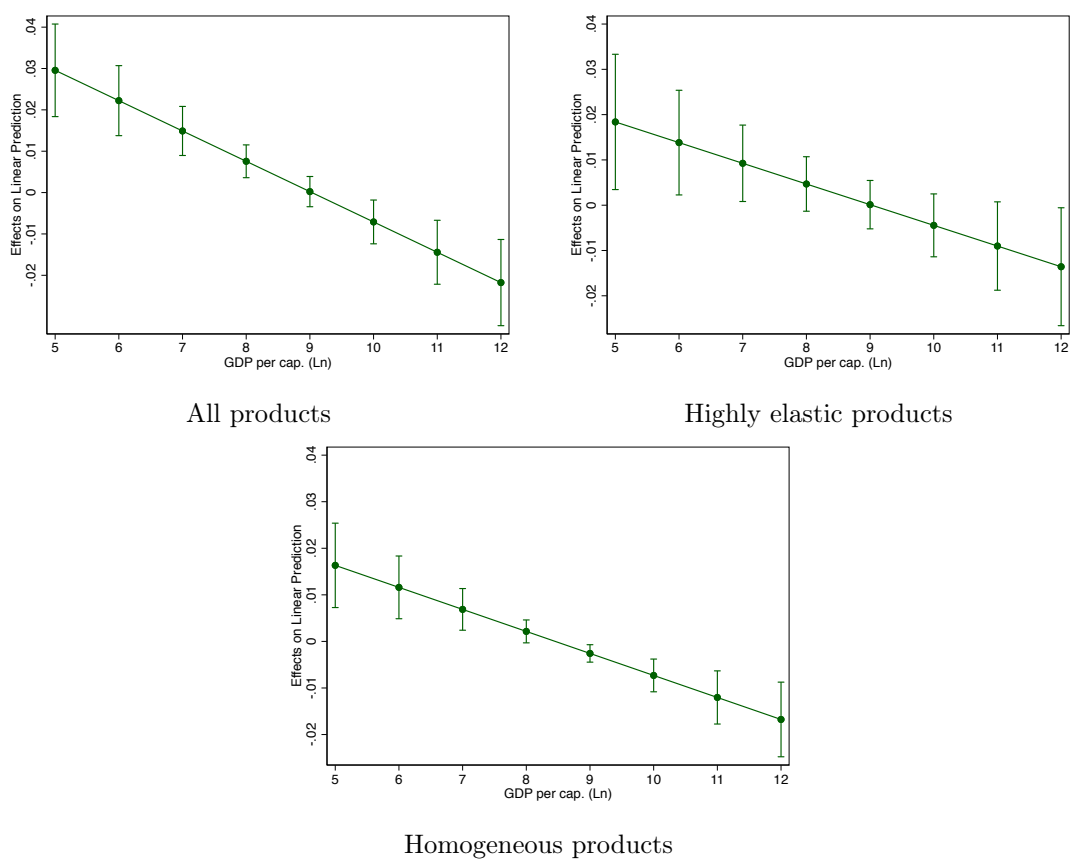 Effects on Linear Prediction
-.02 -.01 0 .01 .02 .03 .04
5 6 7 8 9 10 11 12
GDP per cap. (Ln)
All products
Effects on Linear Prediction
-.02 -.01 0 .01 .02 .03 .04
5 6 7 8 9 10 11 12
GDP per cap. (Ln)
Highly elastic products
Effects on Linear Prediction
-.02 -.01 0 .01 .02 .03 .04
5 6 7 8 9 10 11 12
GDP per cap. (Ln)
Homogeneous products